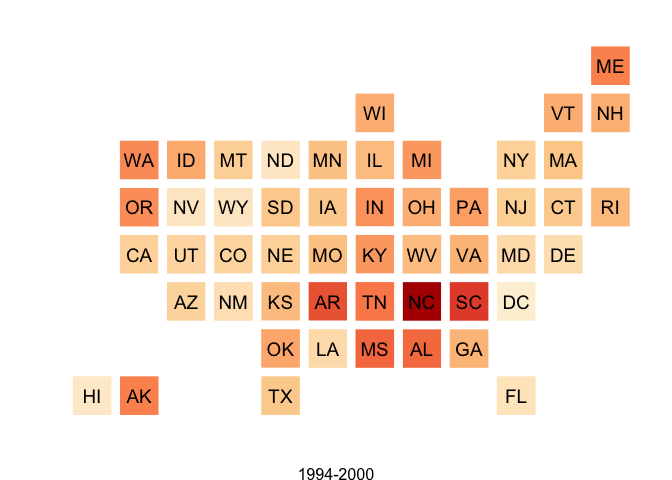 ME
WI VT NH
WA ID MT ND MN IL MI NY MA
OR NV WY SD IA IN OH PA NJ CT RI
CA UT CO NE MO KY WV VA MD DE
AZ NM KS AR TN NC SC DC
OK LA MS AL GA
HI AK TX FL
1994-2000